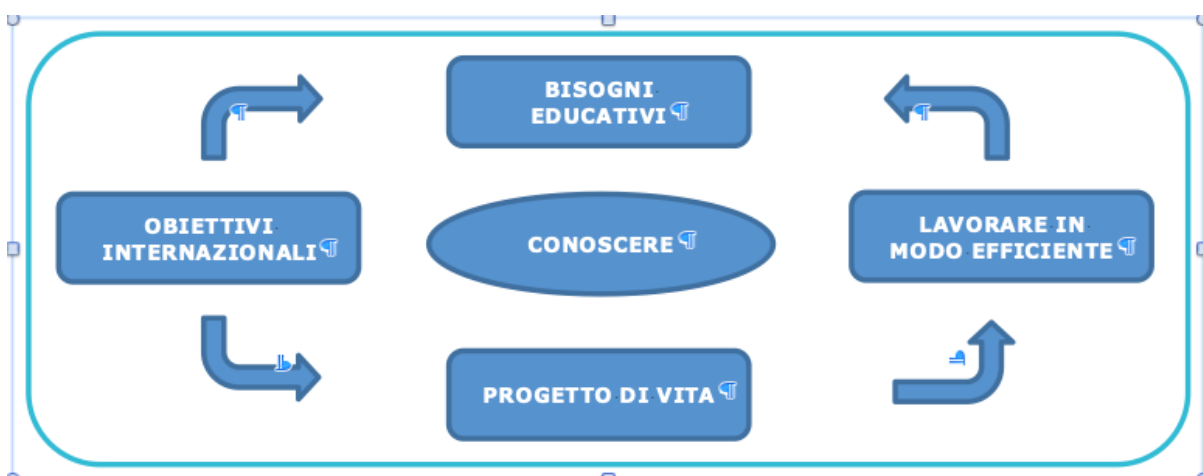 BISOGNI
EDUCATIVI
OBIETTIVI
INTERNAZIONALI
CONOSCERE
LAVORARE IN
MODO EFFICIENTE
PROGETTO DI VITA